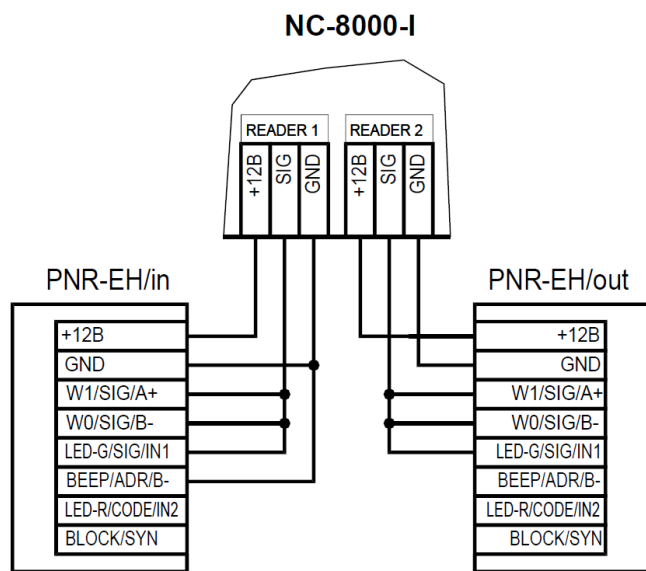 NC-8000-I
READER 1
READER 2
+12B
SIG
GND
+12B
SIG
GND
PNR-EH/in
+12B
GND
W1/SIG/A+
W0/SIG/B-
LED-G/SIG/IN1
BEEP/ADR/B-
LED-R/CODE/IN2
BLOCK/SYN
PNR-EH/out
+12B
GND
W1/SIG/A+
W0/SIG/B-
LED-G/SIG/IN1
BEEP/ADR/B-
LED-R/CODE/IN2
BLOCK/SYN